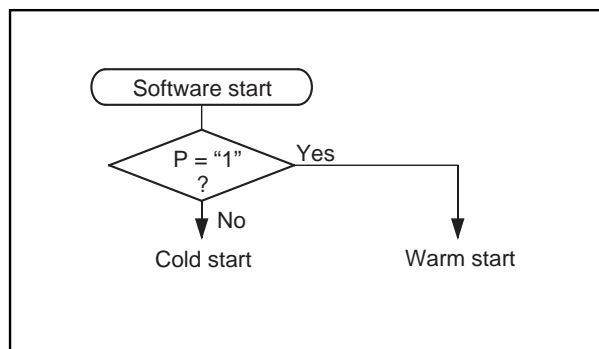 Software start
P = “1”
?
Yes
No
Cold start
Warm start